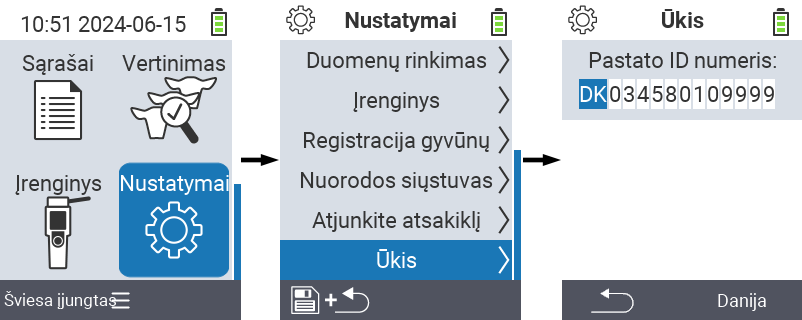 10:51 2024-06-15
Sąrašai
Vertinimas
Įrenginys
Nustatymai
Šviesa įjungtas
Nustatymai
Duomenų rinkimas
Įrenginys
Registracija gyvūnų
Nuorodos siųstuvas
Atjunkite atsakiklį
Ūkis
Ūkis
Pastato ID numeris:
DK034580109999
Danija